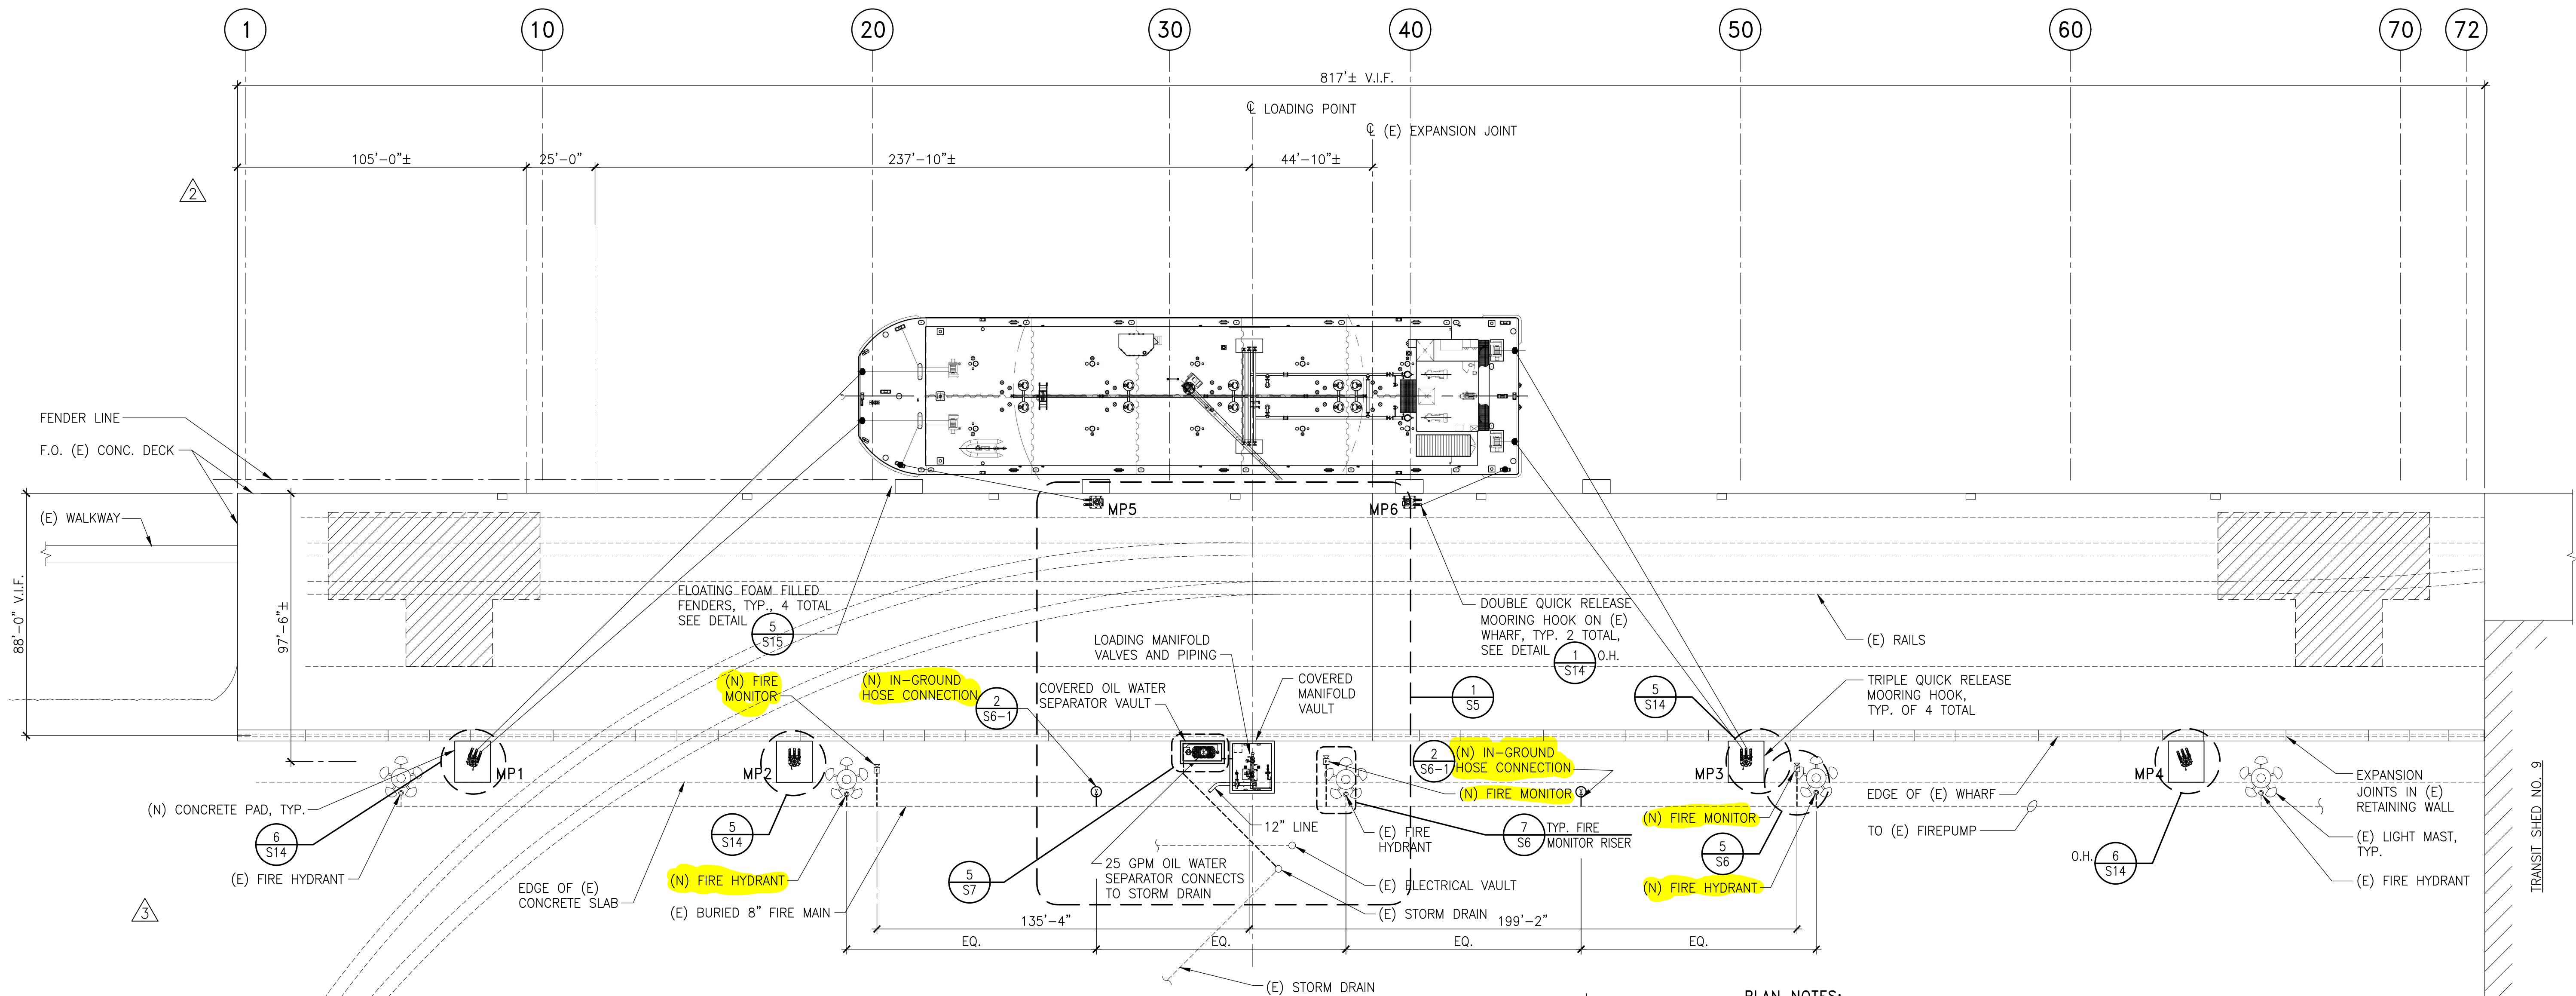 1
10
20
30
40
50
60
70
72
817'± V.I.F.
℄ LOADING POINT
℄ (E) EXPANSION JOINT
105'-0"±
25'-0"
237'-10"±
44'-10"±
2
FENDER LINE
F.O. (E) CONC. DECK
(E) WALKWAY
88'-0" V.I.F.
97'-6"±
MP5
MP6
FLOATING FOAM FILLED
FENDERS, TYP., 4 TOTAL
SEE DETAIL
5
S15
DOUBLE QUICK RELEASE
MOORING HOOK ON (E)
WHARF, TYP. 2 TOTAL,
SEE DETAIL
1
S14
O.H.
(E) RAILS
LOADING MANIFOLD
VALVES AND PIPING
(N) FIRE
MONITOR
(N) IN-GROUND
HOSE CONNECTION
2
S6-1
COVERED OIL WATER
SEPARATOR VAULT
COVERED
MANIFOLD
VAULT
1
S5
5
S14
TRIPLE QUICK RELEASE
MOORING HOOK,
TYP. OF 4 TOTAL
2
S6-1
(N) IN-GROUND
HOSE CONNECTION
MP1
MP2
MP3
MP4
(N) FIRE MONITOR
EDGE OF (E) WHARF
EXPANSION
JOINTS IN (E)
RETAINING WALL
(N) CONCRETE PAD, TYP.
6
S14
5
S14
12" LINE
(E) FIRE
HYDRANT
7
S6
TYP. FIRE
MONITOR RISER
(N) FIRE MONITOR
TO (E) FIREPUMP
5
S6
O.H.
6
S14
(E) LIGHT MAST,
TYP.
(E) FIRE HYDRANT
(N) FIRE HYDRANT
EDGE OF (E)
CONCRETE SLAB
5
S7
25 GPM OIL WATER
SEPARATOR CONNECTS
TO STORM DRAIN
(E) ELECTRICAL VAULT
(N) FIRE HYDRANT
(E) FIRE HYDRANT
TRANSIT SHED NO. 9
3
(E) BURIED 8" FIRE MAIN
(E) STORM DRAIN
135'-4"
199'-2"
EQ.
EQ.
EQ.
EQ.
(E) STORM DRAIN
PLAN NOTES: